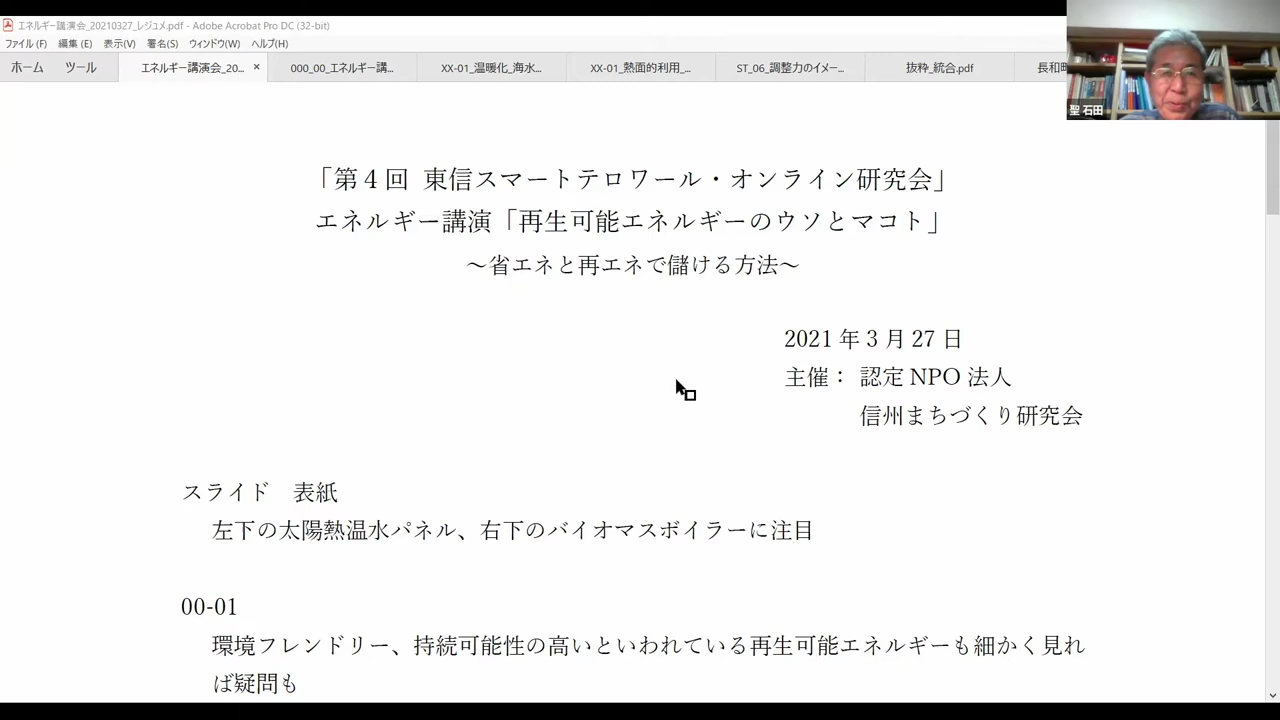 エネルギー講演会_20210327_レジュメ.pdf - Adobe Acrobat Pro DC (32-bit)
ファイル(F) 編集(E) 表示(V) 署名(S) ウィンドウ(W) ヘルプ(H)
ホーム ツール エネルギー講演会_20... × 000_00_エネルギー講... XX-01_温暖化_海水... XX-01_熱面的利用_... ST_06_調整力のイメー... 抜粋_統合.pdf 長和町
聖 石田
「第4回 東信スマートテロワール・オンライン研究会」
エネルギー講演「再生可能エネルギーのウソとマコト」
～省エネと再エネで儲ける方法～
2021 年 3 月 27 日
主催： 認定 NPO 法人
信州まちづくり研究会
スライド 表紙
左下の太陽熱温水パネル、右下のバイオマスボイラーに注目
00-01
環境フレンドリー、持続可能性の高いといわれている再生可能エネルギーも細かく見れ
ば疑問も